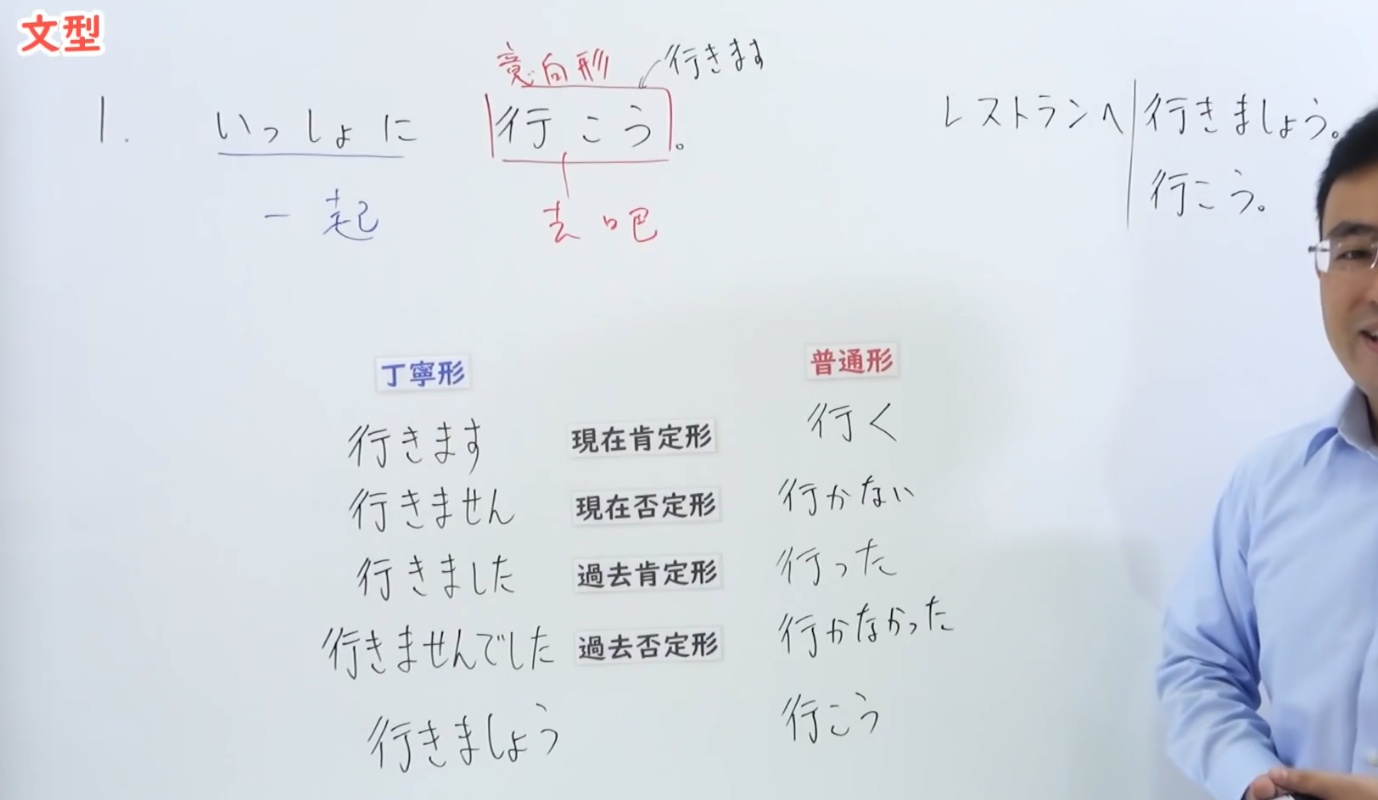 文型
意向形 行きます
1. いっしょに 行こう。
一起 去吧
レストランへ 行きましょう。
行こう。
丁寧形 普通形
行きます 現在肯定形 行く
行きません 現在否定形 行かない
行きました 過去肯定形 行った
行きませんでした 過去否定形 行かなかった
行きましょう 行こう